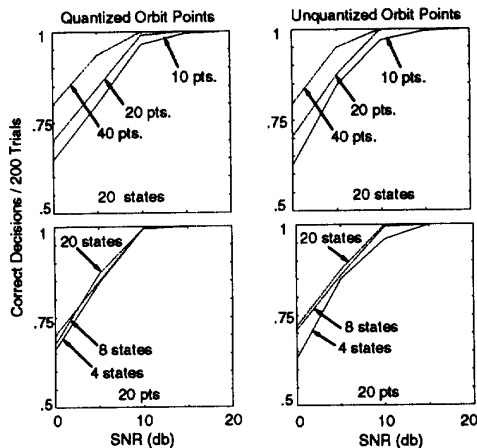 Quantized Orbit Points
Unquantized Orbit Points
Correct Decisions / 200 Trials
1
.75
.5
10 pts.
20 pts.
40 pts.
20 states
1
.75
.5
10 pts.
20 pts.
40 pts.
20 states
1
.75
.5
20 states
8 states
4 states
20 pts
0
5
10
20
SNR (db)
1
.75
.5
20 states
8 states
4 states
20 pts
0
5
10
15
20
SNR (db)